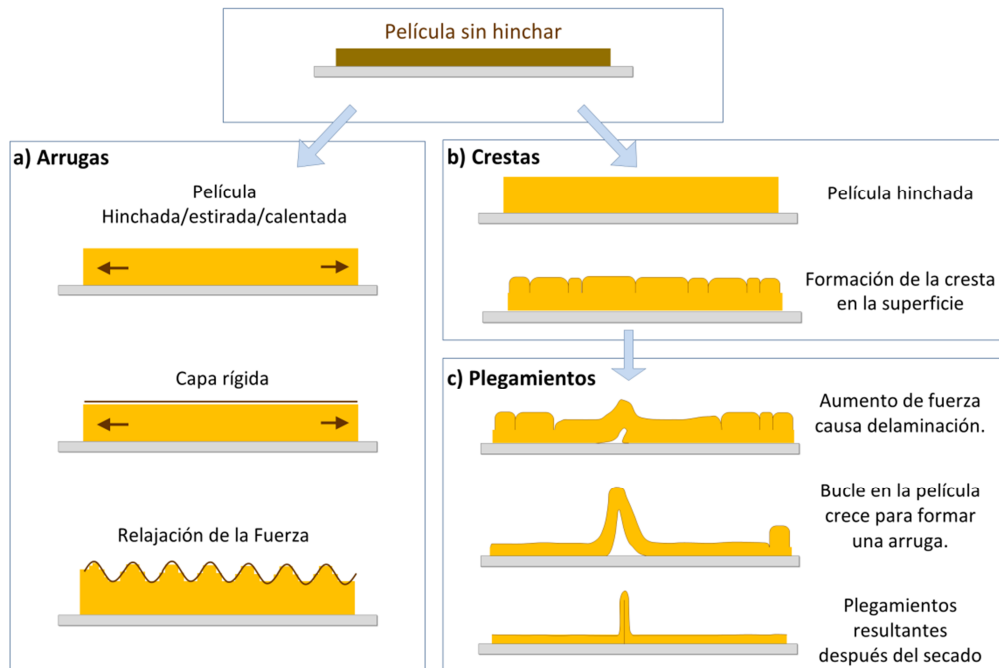 Película sin hinchar
a) Arrugas
Película
Hinchada/estirada/calentada
Capa rígida
Relajación de la Fuerza
b) Crestas
Película hinchada
Formación de la cresta
en la superficie
c) Plegamientos
Aumento de fuerza
causa delaminación.
Bucle en la película
crece para formar
una arruga.
Plegamientos
resultantes
después del secado